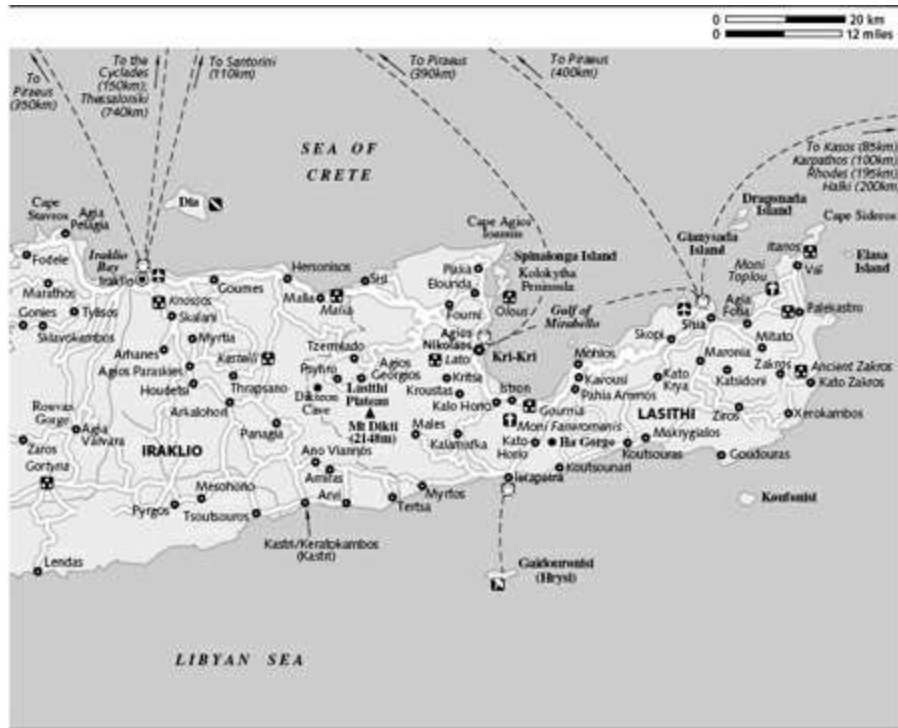 0 20 km
0 12 miles
To
Piraeus
(350km)
To the
Cyclades
(150km);
Thessaloniki
(740km)
To Santorini
(110km)
To Piraeus
(390km)
To Piraeus
(400km)
To Kasos (85km)
Karpathos (100km)
Rhodes (195km)
Halki (200km)
SEA OF
CRETE
Dragonada
Island
Cape Sideros
Gianysada
Island
Elasa
Island
Cape
Stavros
Agia
Pelagia
Dia
Cape Agios
Ioannis
Spinalonga Island
Kolokytha
Peninsula
Itanos
Vaï
Moni
Toplou
Fodele
Iraklio
Bay
Iraklio
Hersonisos
Sisi
Plaka
Elounda
Olous
Marathos
Goumes
Malia
Malia
Fourni
Gulf of
Mirabello
Agia
Fotia
Palekastro
Gonies
Tylisos
Knossos
Skalani
Agios
Nikolaos
Skopi
Sitia
Sklavokambos
Myrtia
Tzermiado
Kri-Kri
Mohlos
Mitato
Arhanes
Kastelli
Psyhro
Agios
Georgios
Lato
Maronia
Zakros
Ancient Zakros
Agios Paraskies
Kritsa
Kavousi
Kato
Krya
Katsidoni
Kato Zakros
Houdetsi
Thrapsano
Dikteon
Cave
Lasithi
Plateau
Kroustas
Istron
Pahia Ammos
Rouvas
Gorge
Arkalohori
Kalo Horio
Gournia
LASITHI
Ziros
Xerokambos
Agia
Varvara
Panagia
Mt Dikti
(2148m)
Males
Moni Faneromenis
Makrygialos
Zaros
IRAKLIO
Ano Viannos
Kalamafka
Kato
Horio
Ha Gorge
Koutsouras
Goudouras
Gortyna
Amiras
Koutsounari
Mesohorio
Arvi
Myrtos
Ierapetra
Koufonisi
Pyrgos
Tsoutsouros
Tertsa
Kastri/Keratokambos
(Kastri)
Lendas
Gaidouronisi
(Hrysi)
LIBYAN SEA